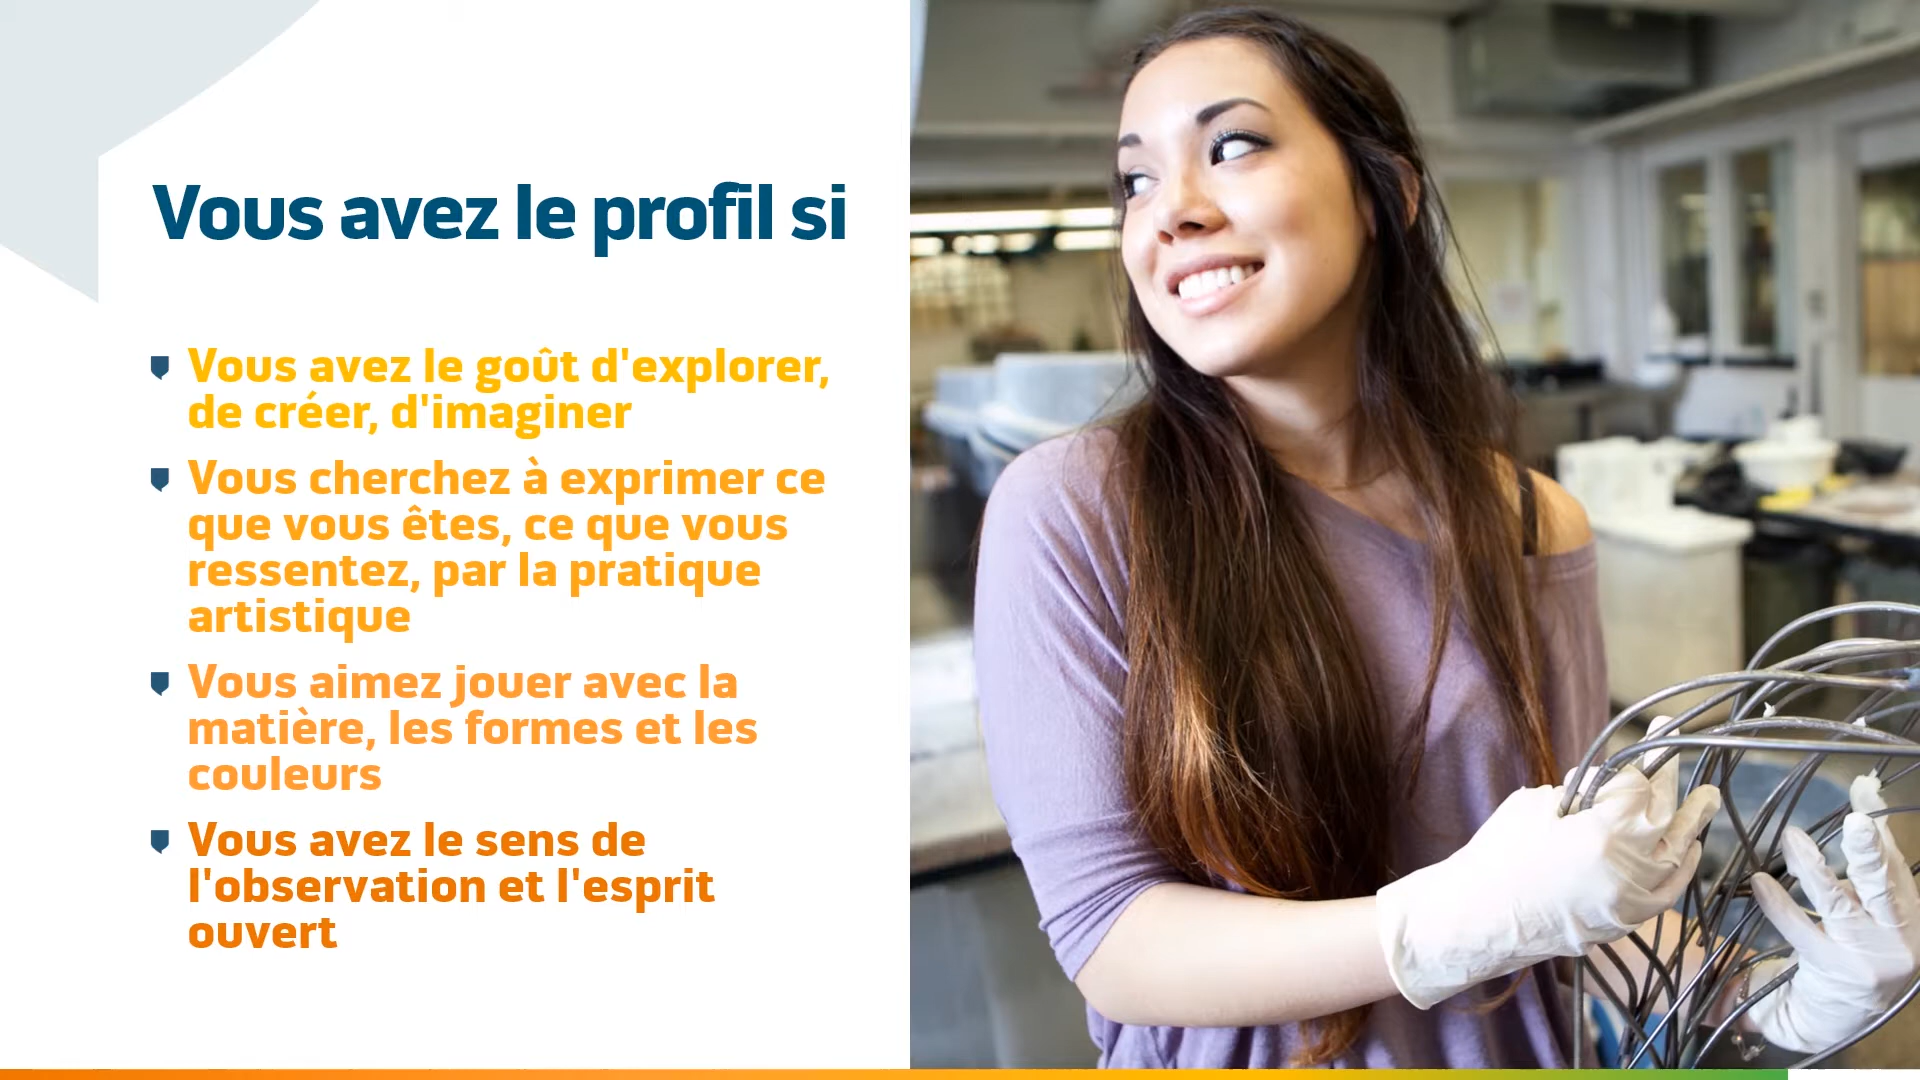 Vous avez le profil si
Vous avez le goût d'explorer,
de créer, d'imaginer
Vous cherchez à exprimer ce
que vous êtes, ce que vous
ressentez, par la pratique
artistique
Vous aimez jouer avec la
matière, les formes et les
couleurs
Vous avez le sens de
l'observation et l'esprit
ouvert